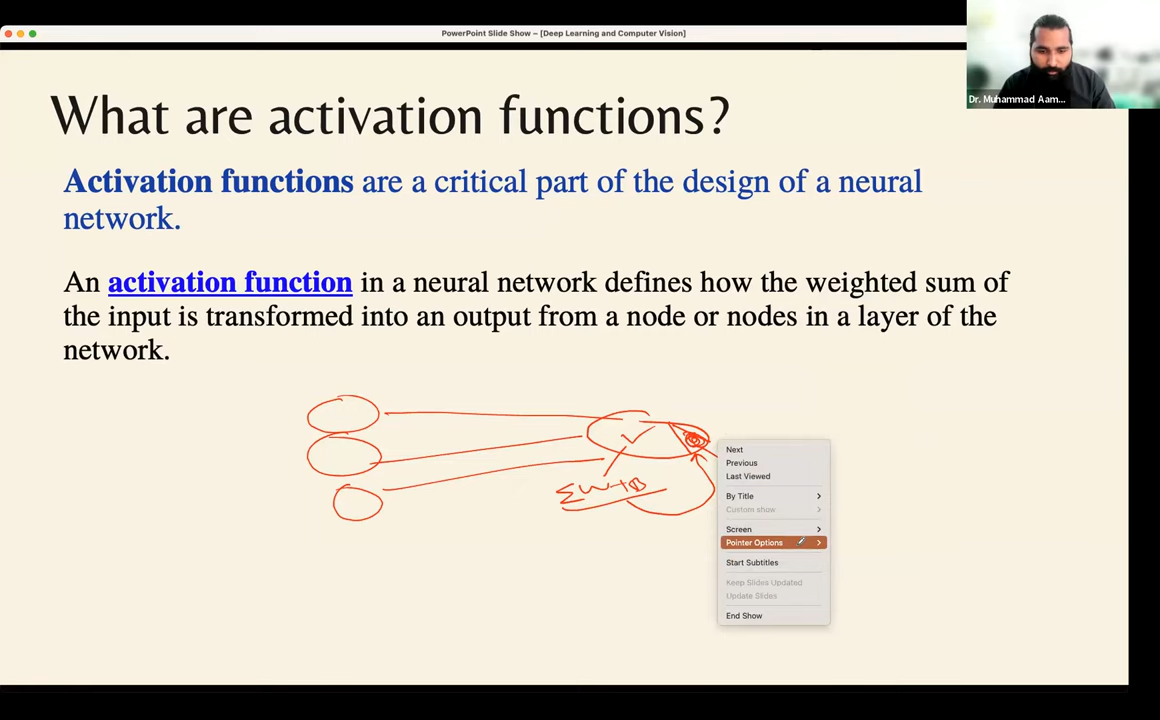 PowerPoint Slide Show – [Deep Learning and Computer Vision]
Dr. Muhammad Aam...
What are activation functions?
Activation functions are a critical part of the design of a neural
network.
An activation function in a neural network defines how the weighted sum of
the input is transformed into an output from a node or nodes in a layer of the
network.
Σw+B
Next
Previous
Last Viewed
By Title
Custom show
Screen
Pointer Options
Start Subtitles
Keep Slides Updated
Update Slides
End Show